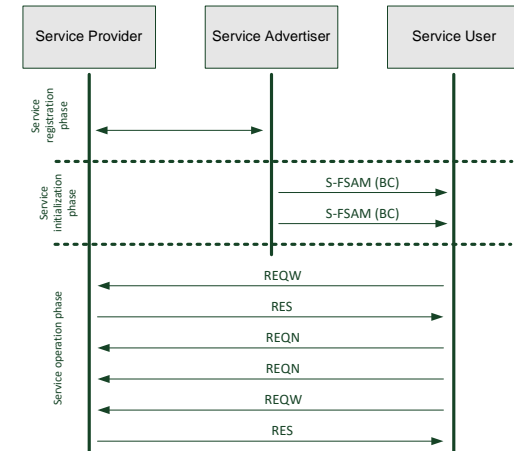 Service Provider
Service Advertiser
Service User
Service
registration
phase
Service
initialization
phase
S-FSAM (BC)
S-FSAM (BC)
Service operation phase
REQW
RES
REQN
REQN
REQW
RES